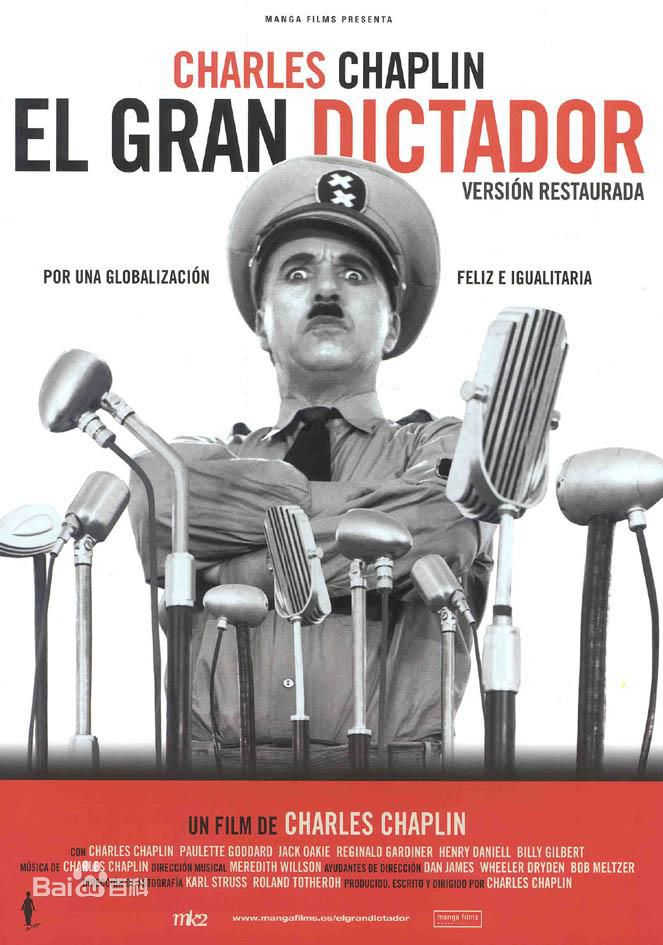 MANGA FILMS PRESENTA
CHARLES CHAPLIN
EL GRAN DICTADOR
VERSIÓN RESTAURADA
POR UNA GLOBALIZACIÓN FELIZ E IGUALITARIA
UN FILM DE CHARLES CHAPLIN
CON CHARLES CHAPLIN PAULETTE GODDARD JACK OAKIE REGINALD GARDINER HENRY DANIELL BILLY GILBERT
MÚSICA DE CHARLES CHAPLIN DIRECCIÓN MUSICAL MEREDITH WILLSON AYUDANTES DE DIRECCIÓN DAN JAMES WHEELER DRYDEN BOB MELTZER
KARL STRUSS ROLAND TOTHEROH PRODUCIDO, ESCRITO Y DIRIGIDO POR CHARLES CHAPLIN
Bai百科
mk2 www.mangafilms.es/elgrandictador manga films